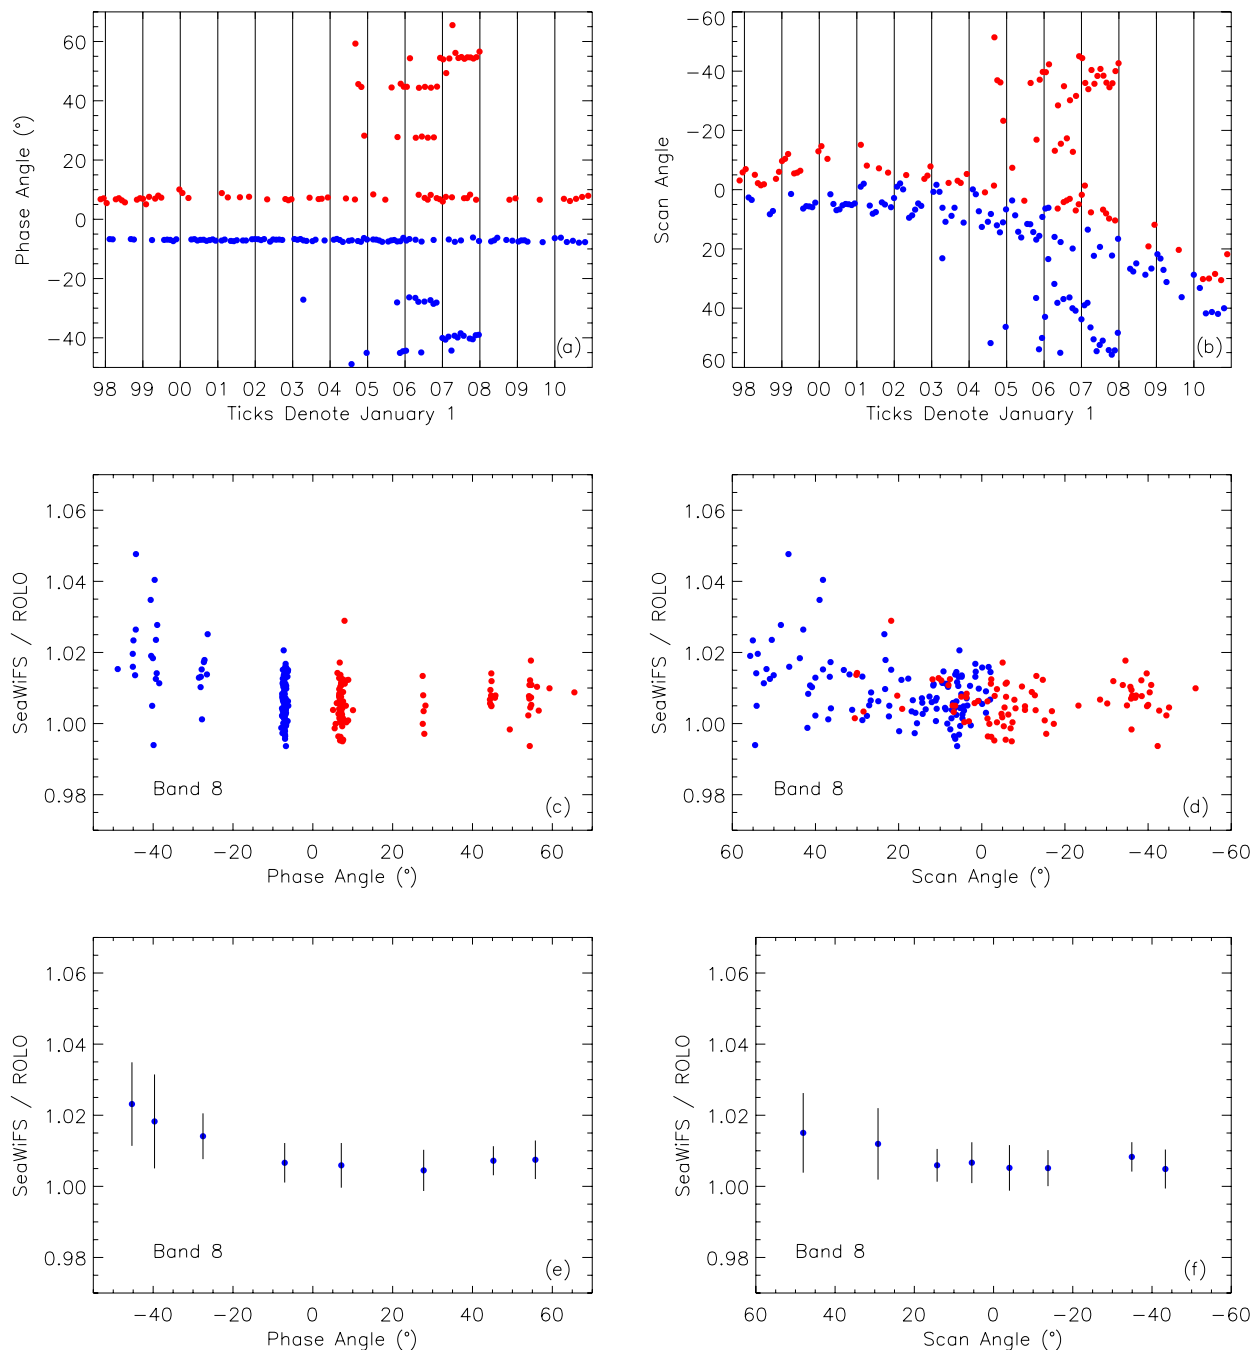 Phase Angle (°)
60
40
20
0
−20
−40
(a)
98 99 00 01 02 03 04 05 06 07 08 09 10
Ticks Denote January 1
Scan Angle
−60
−40
−20
0
20
40
60
(b)
98 99 00 01 02 03 04 05 06 07 08 09 10
Ticks Denote January 1
SeaWiFS / ROLO
1.06
1.04
1.02
1.00
0.98
Band 8
(c)
−40 −20 0 20 40 60
Phase Angle (°)
SeaWiFS / ROLO
1.06
1.04
1.02
1.00
0.98
Band 8
(d)
60 40 20 0 −20 −40 −60
Scan Angle (°)
SeaWiFS / ROLO
1.06
1.04
1.02
1.00
0.98
Band 8
(e)
−40 −20 0 20 40 60
Phase Angle (°)
SeaWiFS / ROLO
1.06
1.04
1.02
1.00
0.98
Band 8
(f)
60 40 20 0 −20 −40 −60
Scan Angle (°)